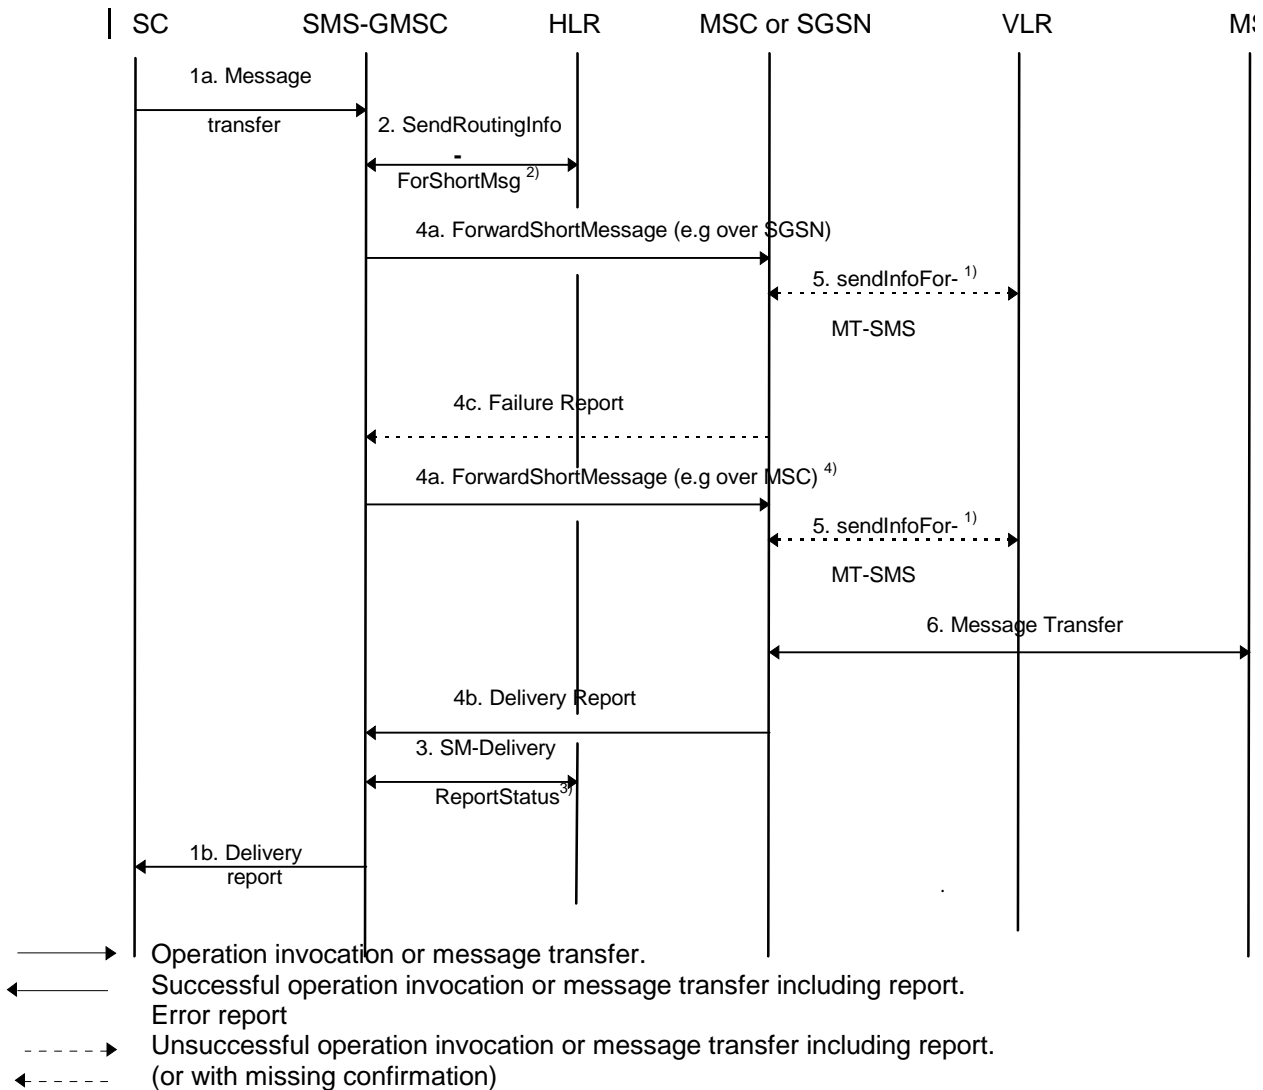 SC SMS-GMSC HLR MSC or SGSN VLR
1a. Message
transfer
2. SendRoutingInfo
-
ForShortMsg 2)
4a. ForwardShortMessage (e.g over SGSN)
5. sendInfoFor- 1)
MT-SMS
4c. Failure Report
4a. ForwardShortMessage (e.g over MSC) 4)
5. sendInfoFor- 1)
MT-SMS
6. Message Transfer
4b. Delivery Report
3. SM-Delivery
ReportStatus3)
1b. Delivery
report
.
Operation invocation or message transfer.
Successful operation invocation or message transfer including report.
Error report
Unsuccessful operation invocation or message transfer including report.
(or with missing confirmation)